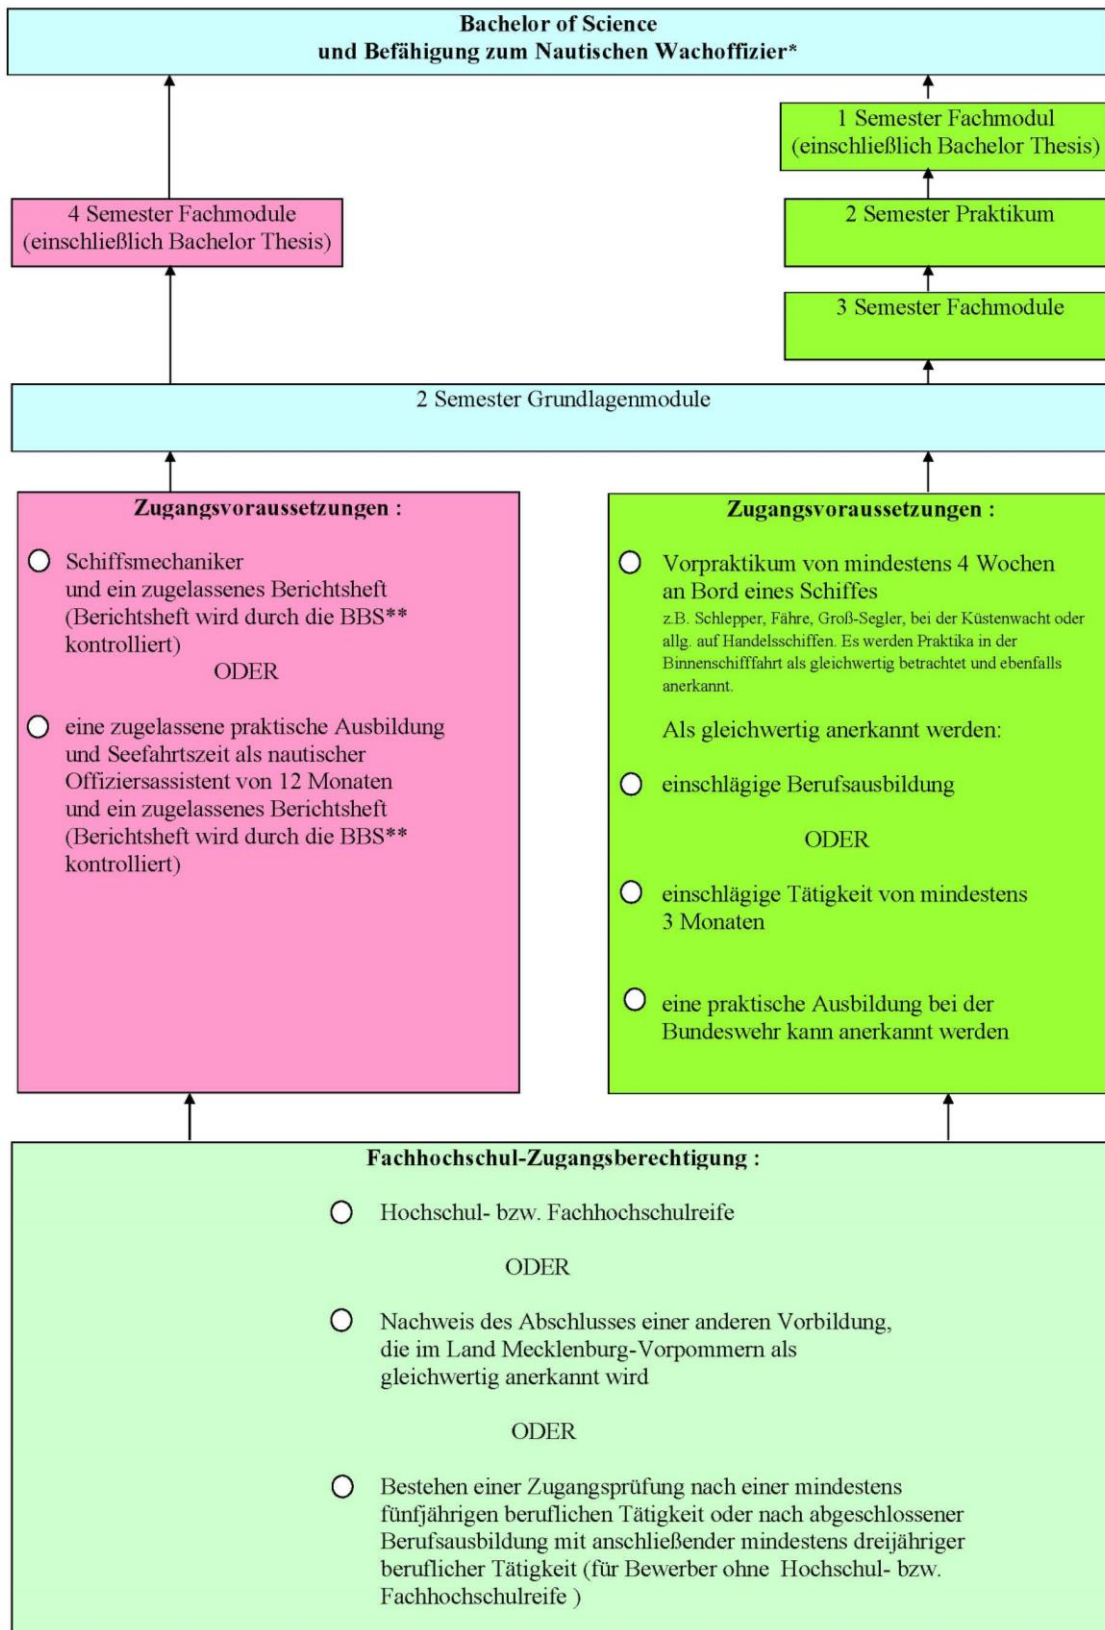 Bachelor of Science
und Befähigung zum Nautischen Wachoffizier*
1 Semester Fachmodul
(einschließlich Bachelor Thesis)
4 Semester Fachmodule
(einschließlich Bachelor Thesis)
2 Semester Praktikum
3 Semester Fachmodule
2 Semester Grundlagenmodule
Zugangsvoraussetzungen :
Schiffsmechaniker
und ein zugelassenes Berichtsheft
(Berichtsheft wird durch die BBS**
kontrolliert)
ODER
eine zugelassene praktische Ausbildung
und Seefahrtszeit als nautischer
Offiziersassistent von 12 Monaten
und ein zugelassenes Berichtsheft
(Berichtsheft wird durch die BBS**
kontrolliert)
Zugangsvoraussetzungen :
Vorpraktikum von mindestens 4 Wochen
an Bord eines Schiffes
z.B. Schlepper, Fähre, Groß-Segler, bei der Küstenwacht oder
allg. auf Handelsschiffen. Es werden Praktika in der
Binnenschifffahrt als gleichwertig betrachtet und ebenfalls
anerkannt.
Als gleichwertig anerkannt werden:
einschlägige Berufsausbildung
ODER
einschlägige Tätigkeit von mindestens
3 Monaten
eine praktische Ausbildung bei der
Bundeswehr kann anerkannt werden
Fachhochschul-Zugangsberechtigung :
Hochschul- bzw. Fachhochschulreife
ODER
Nachweis des Abschlusses einer anderen Vorbildung,
die im Land Mecklenburg-Vorpommern als
gleichwertig anerkannt wird
ODER
Bestehen einer Zugangsprüfung nach einer mindestens
fünfjährigen beruflichen Tätigkeit oder nach abgeschlossener
Berufsausbildung mit anschließender mindestens dreijähriger
beruflicher Tätigkeit (für Bewerber ohne Hochschul- bzw.
Fachhochschulreife )